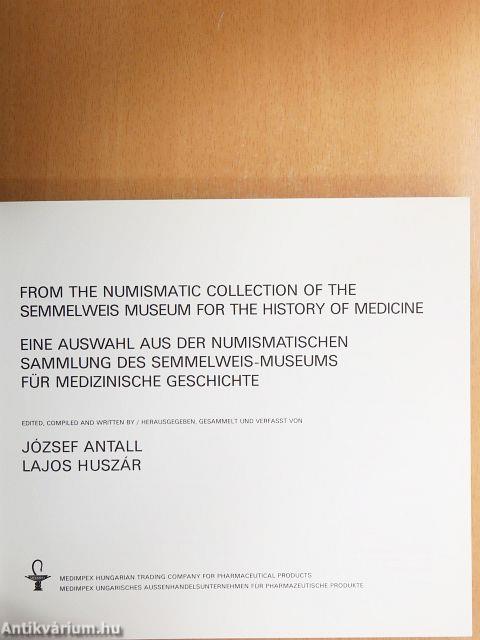 FROM THE NUMISMATIC COLLECTION OF THE
SEMMELWEIS MUSEUM FOR THE HISTORY OF MEDICINE
EINE AUSWAHL AUS DER NUMISMATISCHEN
SAMMLUNG DES SEMMELWEIS-MUSEUMS
FÜR MEDIZINISCHE GESCHICHTE
EDITED, COMPILED AND WRITTEN BY / HERAUSGEGEBEN, GESAMMELT UND VERFASST VON
JÓZSEF ANTALL
LAJOS HUSZÁR
MEDIMPEX HUNGARIAN TRADING COMPANY FOR PHARMACEUTICAL PRODUCTS
MEDIMPEX UNGARISCHES AUSSENHANDELSUNTERNEHMEN FÜR PHARMAZEUTISCHE PRODUKTE
Antikvárium.hu